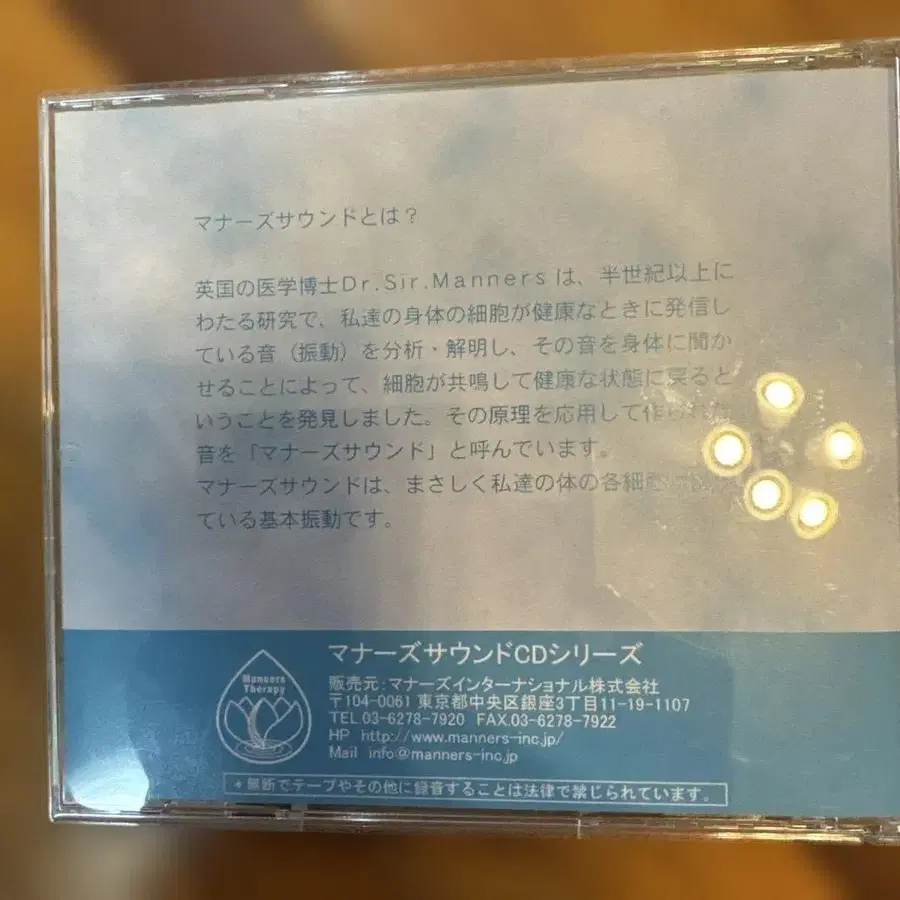 マナーズサウンドとは？
英国の医学博士Dr.Sir.Mannersは、半世紀以上に
わたる研究で、私達の身体の細胞が健康なときに発信し
ている音（振動）を分析・解明し、その音を身体に聞か
せることによって、細胞が共鳴して健康な状態に戻ると
いうことを発見しました。その原理を応用して作られた
音を「マナーズサウンド」と呼んでいます。
マナーズサウンドは、まさしく私達の体の各細胞
ている基本振動です。
Manners
Therapy
マナーズサウンドCDシリーズ
販売元：マナーズインターナショナル株式会社
〒104-0061 東京都中央区銀座3丁目11-19-1107
TEL.03-6278-7920 FAX.03-6278-7922
HP http://www.manners-inc.jp/
Mail info@manners-inc.jp
＊無断でテープやその他に録音することは法律で禁じられています。